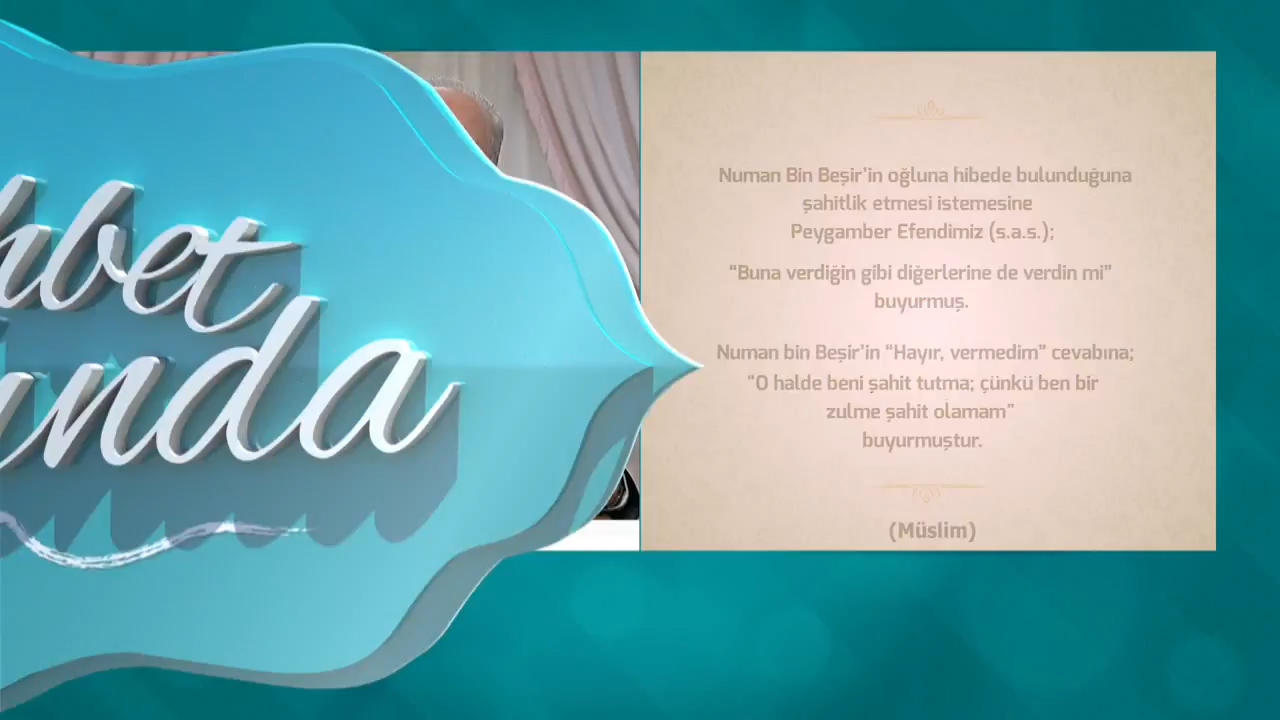 hbet
unda
Numan Bin Beşir'in oğluna hibede bulunduğuna
şahitlik etmesi istemesine
Peygamber Efendimiz (s.a.s.);
“Buna verdiğin gibi diğerlerine de verdin mi”
buyurmuş.
Numan bin Beşir'in “Hayır, vermedim” cevabına;
“O halde beni şahit tutma; çünkü ben bir
zulme şahit olamam”
buyurmuştur.
(Müslim)